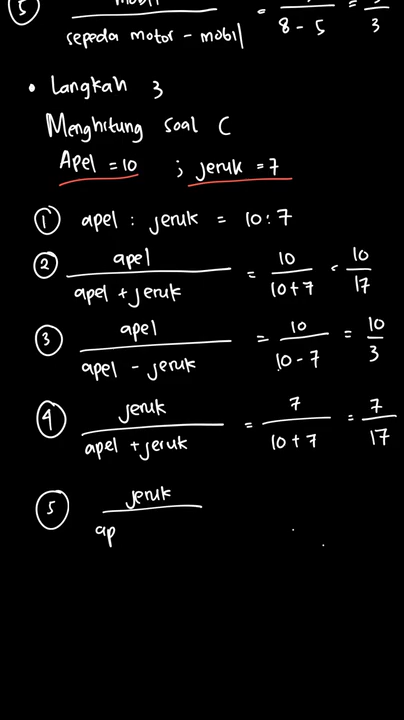 5 mobil / sepeda motor - mobil = / 8 - 5 = / 3
• Langkah 3
Menghitung soal C
Apel = 10 ; jeruk = 7
1 apel : jeruk = 10 : 7
2 apel / apel + jeruk = 10 / 10 + 7 = 10 / 17
3 apel / apel - jeruk = 10 / 10 - 7 = 10 / 3
4 jeruk / apel + jeruk = 7 / 10 + 7 = 7 / 17
5 jeruk / ap